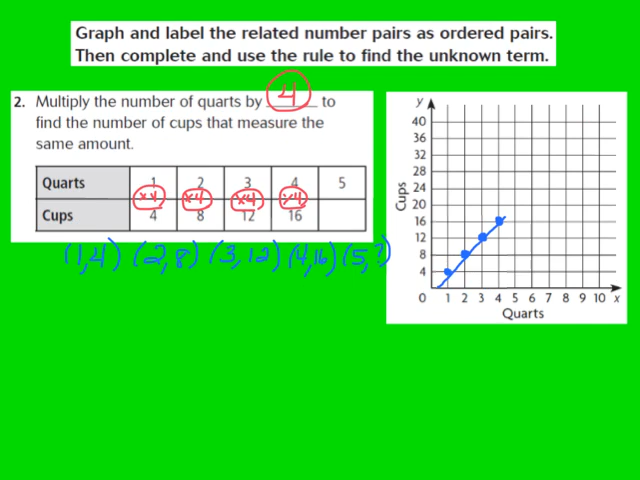 Graph and label the related number pairs as ordered pairs.
Then complete and use the rule to find the unknown term.
2. Multiply the number of quarts by 4 to
find the number of cups that measure the
same amount.
Quarts 1 2 3 4 5
×4 ×4 ×4 ×4
Cups 4 8 12 16
(1,4) (2,8) (3,12) (4,16) (5,?)
y
40
36
32
28
24
20
16
12
8
4
Cups
0 1 2 3 4 5 6 7 8 9 10 x
Quarts